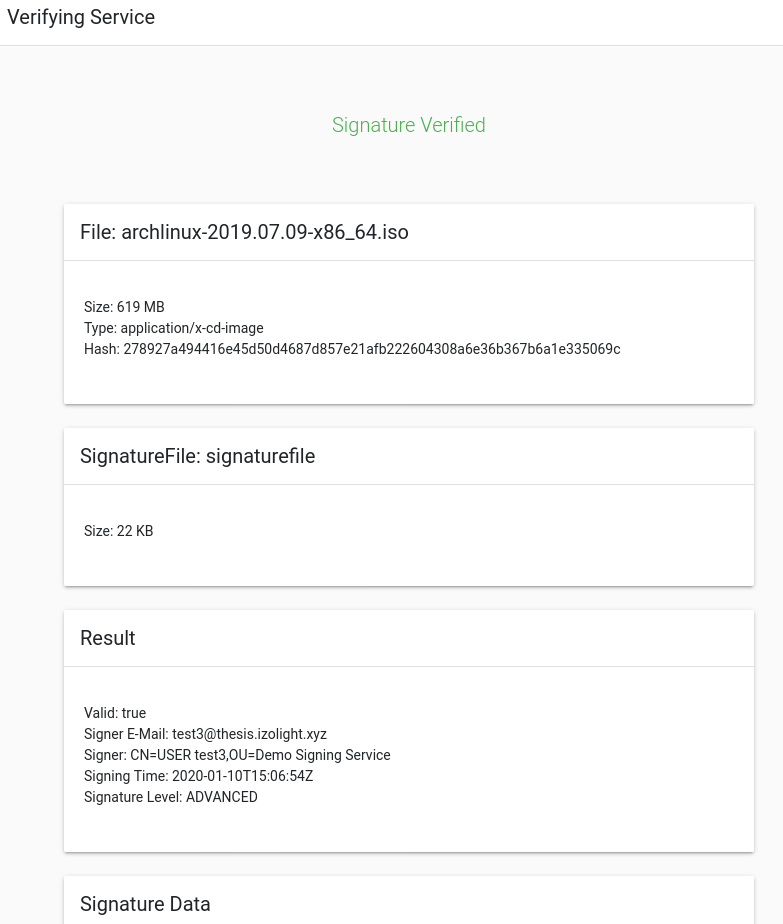 Verifying Service
Signature Verified
File: archlinux-2019.07.09-x86_64.iso
Size: 619 MB
Type: application/x-cd-image
Hash: 278927a494416e45d50d4687d857e21afb222604308a6e36b367b6a1e335069c
SignatureFile: signaturefile
Size: 22 KB
Result
Valid: true
Signer E-Mail: test3@thesis.izolight.xyz
Signer: CN=USER test3,OU=Demo Signing Service
Signing Time: 2020-01-10T15:06:54Z
Signature Level: ADVANCED
Signature Data